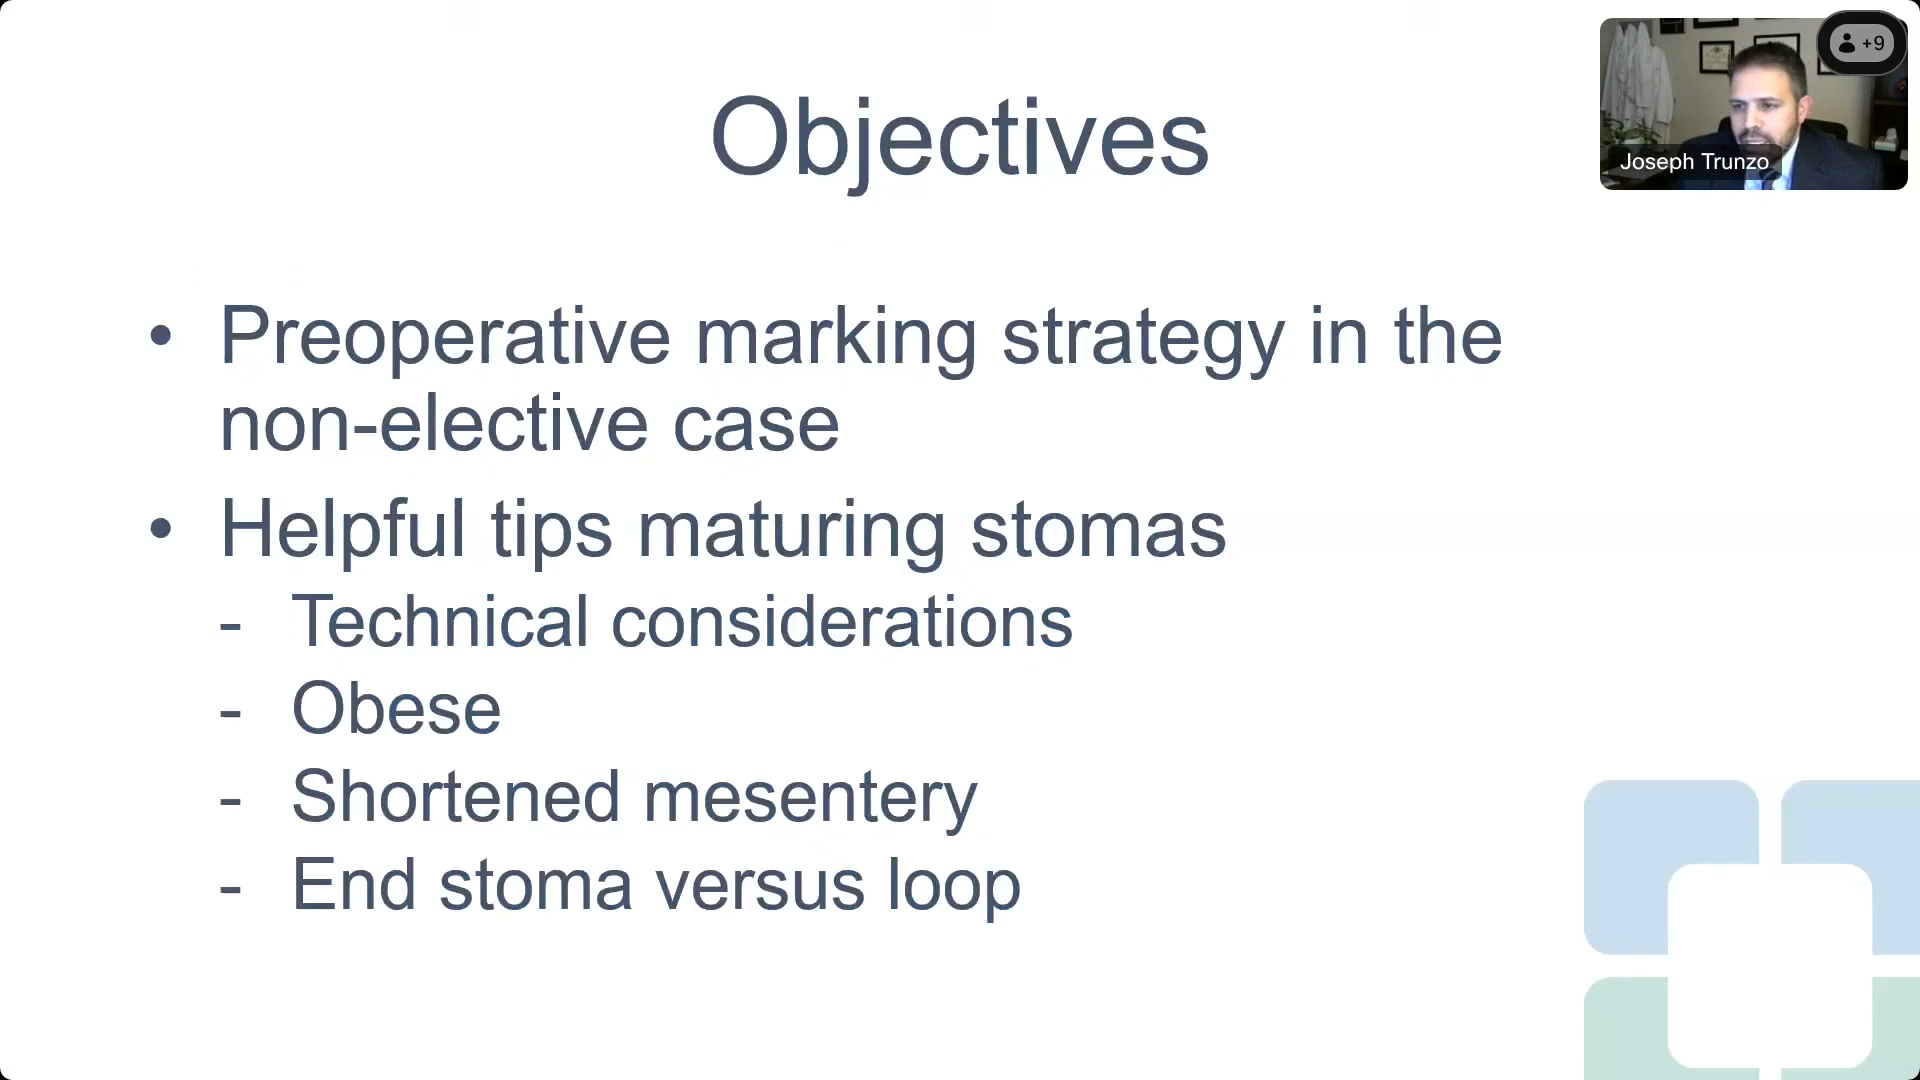 Objectives
+9
Joseph Trunzo
• Preoperative marking strategy in the
non-elective case
• Helpful tips maturing stomas
- Technical considerations
- Obese
- Shortened mesentery
- End stoma versus loop